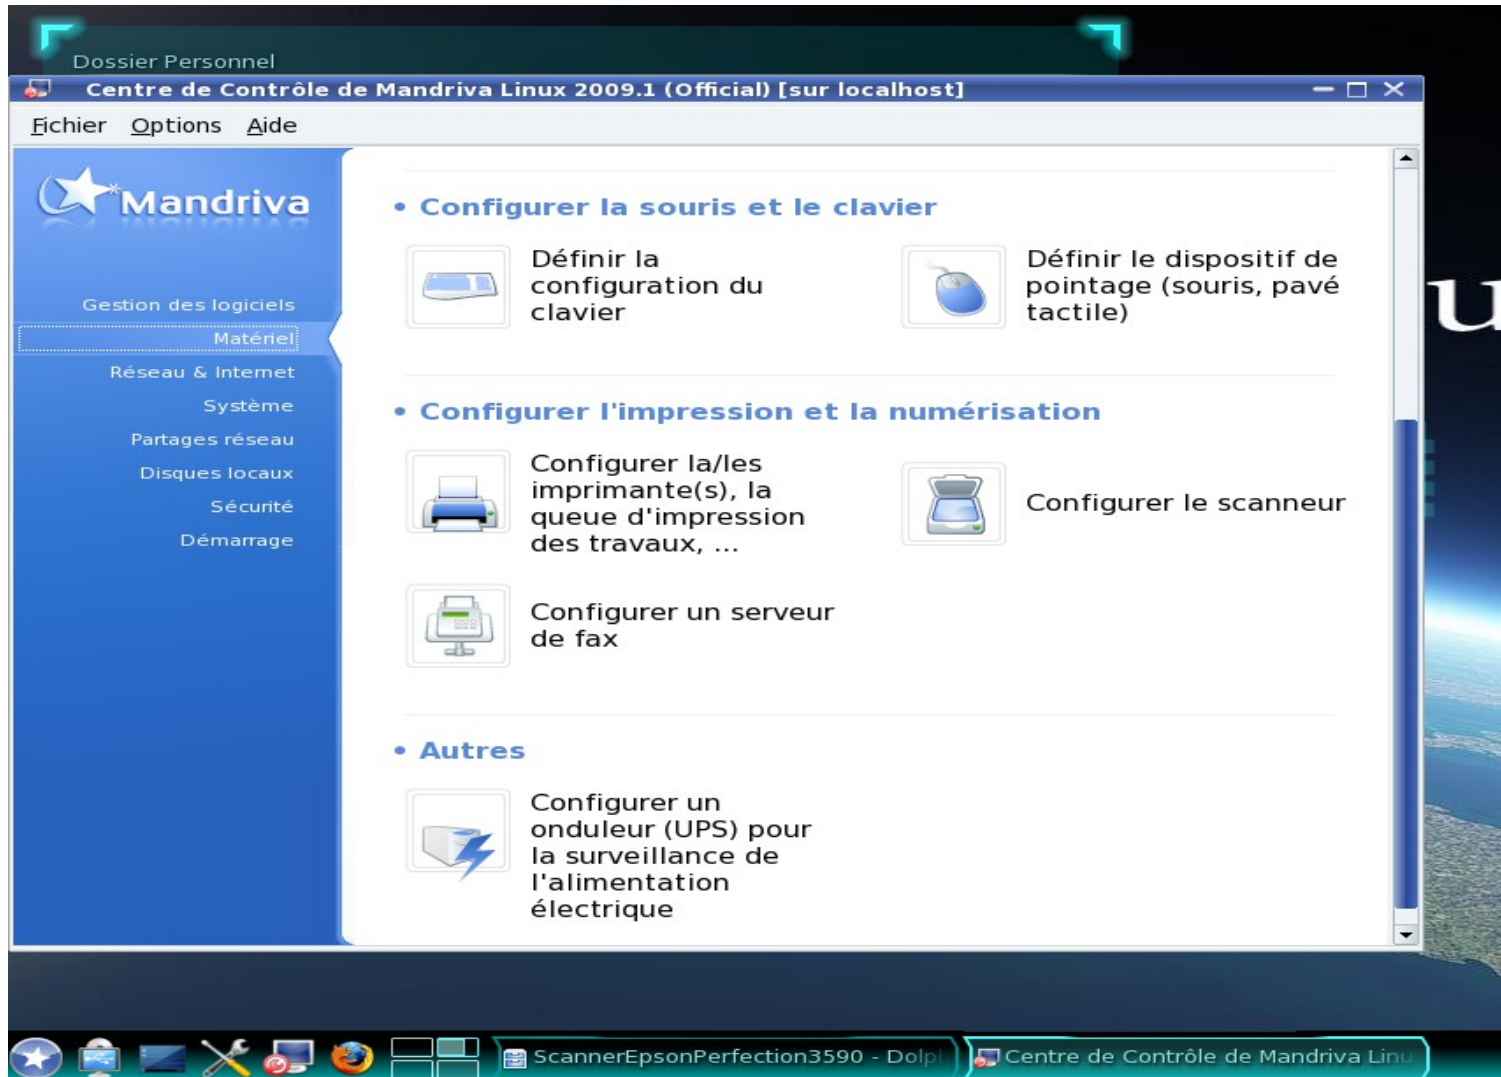 Dossier Personnel
Centre de Contrôle de Mandriva Linux 2009.1 (Official) [sur localhost]
Fichier Options Aide
Mandriva
Gestion des logiciels
Matériel
Réseau & Internet
Système
Partages réseau
Disques locaux
Sécurité
Démarrage
• Configurer la souris et le clavier
Définir la
configuration du
clavier
Définir le dispositif de
pointage (souris, pavé
tactile)
• Configurer l'impression et la numérisation
Configurer la/les
imprimante(s), la
queue d'impression
des travaux, ...
Configurer le scanneur
Configurer un serveur
de fax
• Autres
Configurer un
onduleur (UPS) pour
la surveillance de
l'alimentation
électrique
u
ScannerEpsonPerfection3590 - Dolp
Centre de Contrôle de Mandriva Linu